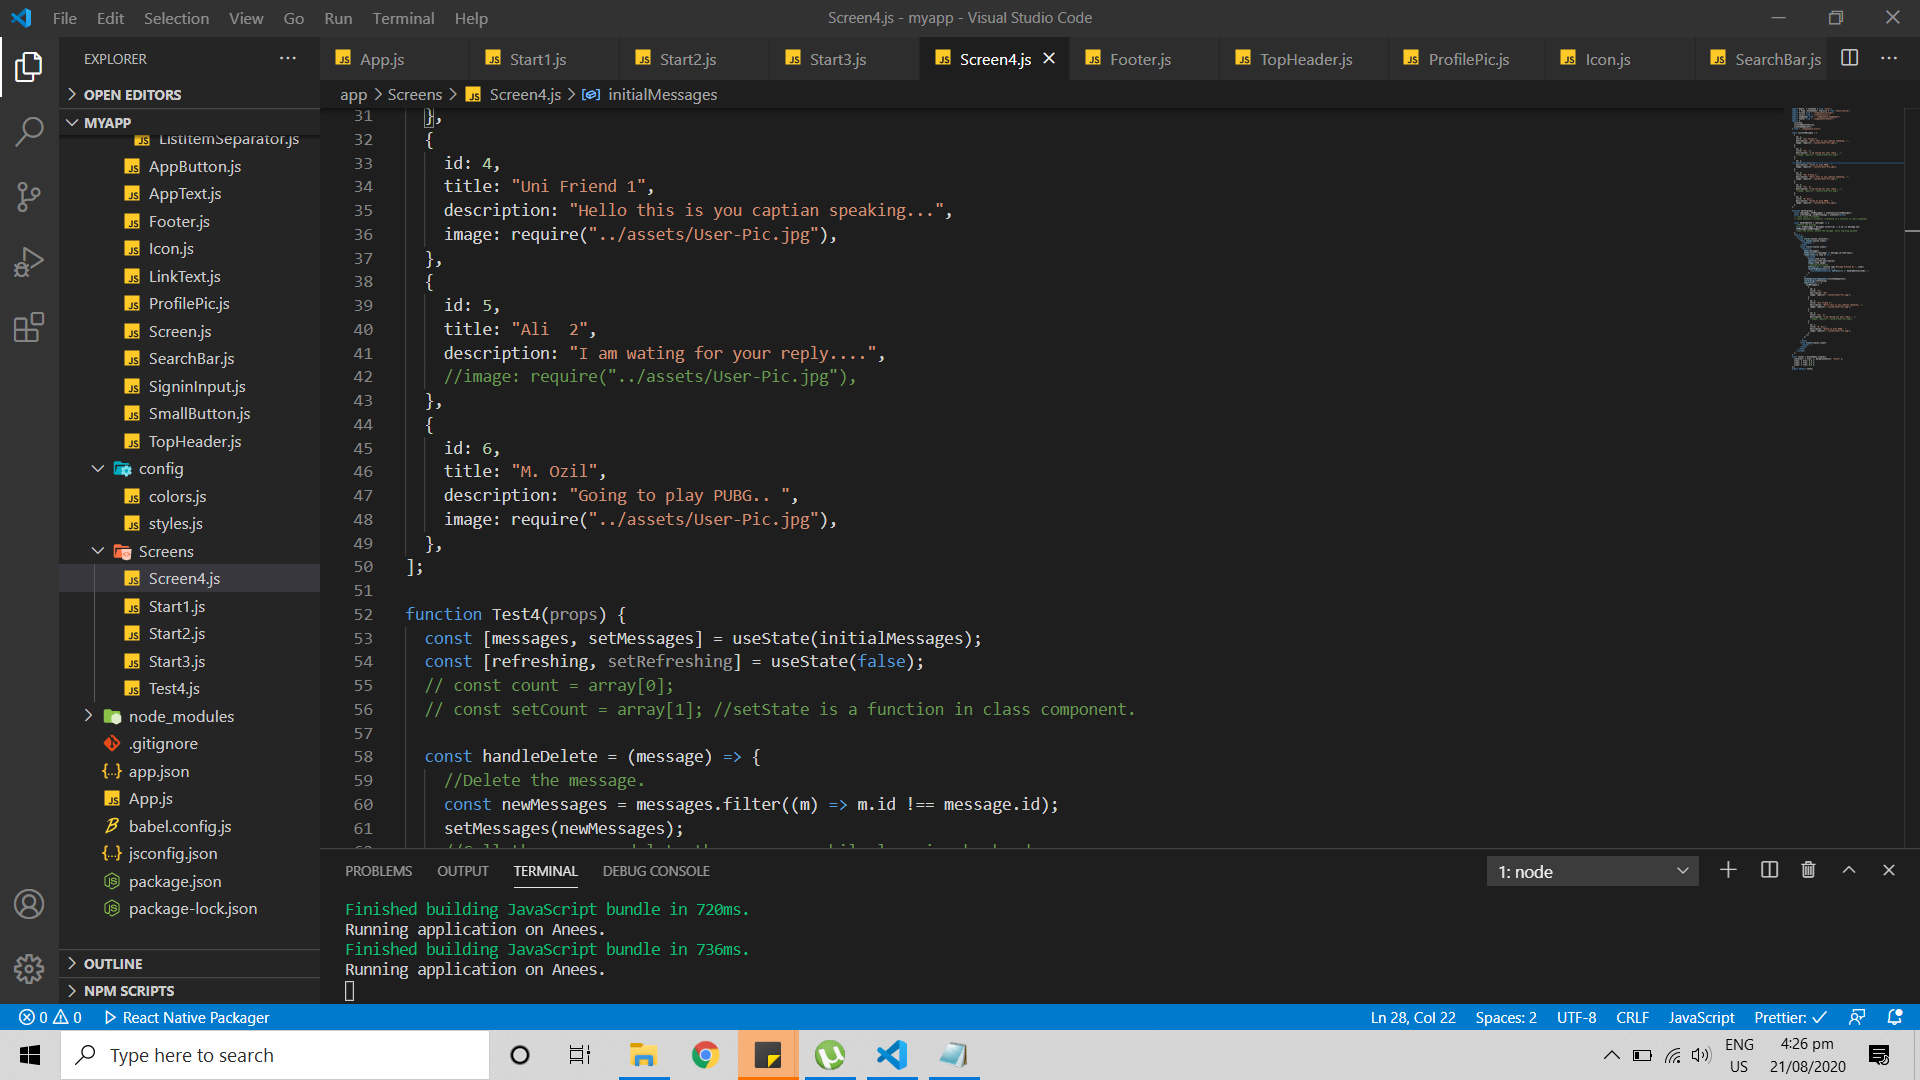 File Edit Selection View Go Run Terminal Help
Screen4.js - myapp - Visual Studio Code
EXPLORER
OPEN EDITORS
MYAPP
ListItemSeparator.js
AppButton.js
AppText.js
Footer.js
Icon.js
LinkText.js
ProfilePic.js
Screen.js
SearchBar.js
SigninInput.js
SmallButton.js
TopHeader.js
config
colors.js
styles.js
Screens
Screen4.js
Start1.js
Start2.js
Start3.js
Test4.js
node_modules
.gitignore
app.json
App.js
babel.config.js
jsconfig.json
package.json
package-lock.json
OUTLINE
NPM SCRIPTS
App.js Start1.js Start2.js Start3.js Screen4.js Footer.js TopHeader.js ProfilePic.js Icon.js SearchBar.js
app > Screens > Screen4.js > initialMessages
31 },
32 {
33 id: 4,
34 title: "Uni Friend 1",
35 description: "Hello this is you captian speaking...",
36 image: require("../assets/User-Pic.jpg"),
37 },
38 {
39 id: 5,
40 title: "Ali  2",
41 description: "I am wating for your reply....",
42 //image: require("../assets/User-Pic.jpg"),
43 },
44 {
45 id: 6,
46 title: "M. Ozil",
47 description: "Going to play PUBG.. ",
48 image: require("../assets/User-Pic.jpg"),
49 },
50 ];
51
52 function Test4(props) {
53 const [messages, setMessages] = useState(initialMessages);
54 const [refreshing, setRefreshing] = useState(false);
55 // const count = array[0];
56 // const setCount = array[1]; //setState is a function in class component.
57
58 const handleDelete = (message) => {
59 //Delete the message.
60 const newMessages = messages.filter((m) => m.id !== message.id);
61 setMessages(newMessages);
PROBLEMS OUTPUT TERMINAL DEBUG CONSOLE
1: node
Finished building JavaScript bundle in 720ms.
Running application on Anees.
Finished building JavaScript bundle in 736ms.
Running application on Anees.
0 0 React Native Packager
Ln 28, Col 22 Spaces: 2 UTF-8 CRLF JavaScript Prettier: ✓
Type here to search
ENG
US
4:26 pm
21/08/2020